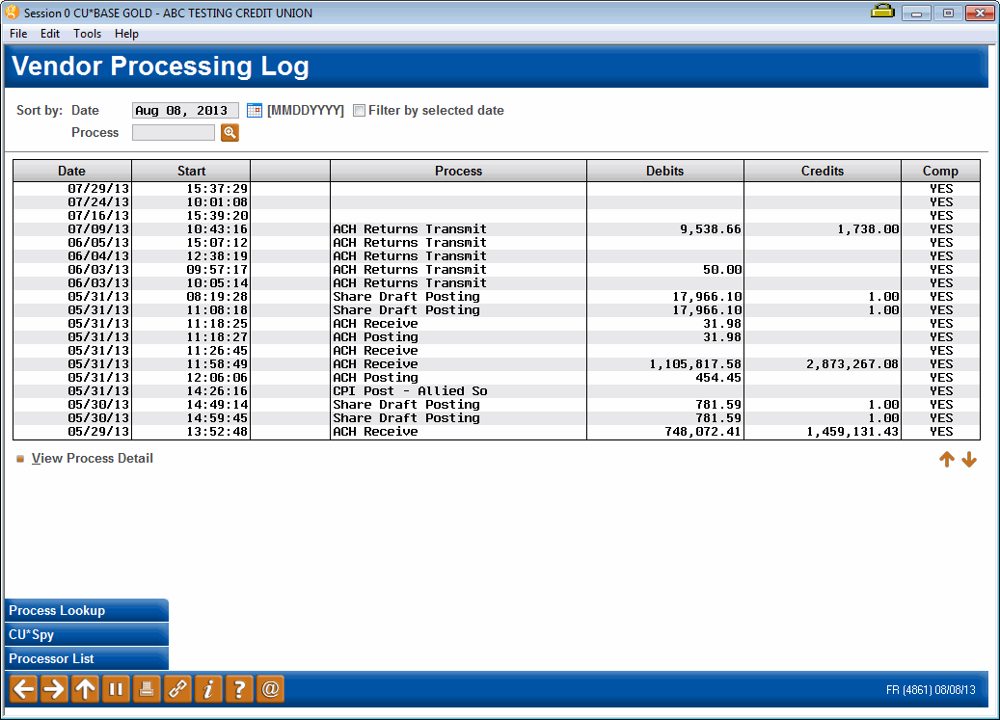 Session 0 CU*BASE GOLD - ABC TESTING CREDIT UNION
File Edit Tools Help
Vendor Processing Log
Sort by: Date Aug 08, 2013 [MMDDYYYY] Filter by selected date
Process
Date Start Process Debits Credits Comp
07/29/13 15:37:29 YES
07/24/13 10:01:08 YES
07/16/13 15:39:20 YES
07/09/13 10:43:16 ACH Returns Transmit 9,538.66 1,738.00 YES
06/05/13 15:07:12 ACH Returns Transmit YES
06/04/13 12:38:19 ACH Returns Transmit YES
06/03/13 09:57:17 ACH Returns Transmit 50.00 YES
06/03/13 10:05:14 ACH Returns Transmit YES
05/31/13 08:19:28 Share Draft Posting 17,966.10 1.00 YES
05/31/13 11:08:18 Share Draft Posting 17,966.10 1.00 YES
05/31/13 11:18:25 ACH Receive 31.98 YES
05/31/13 11:18:27 ACH Posting 31.98 YES
05/31/13 11:26:45 ACH Receive YES
05/31/13 11:58:49 ACH Receive 1,105,817.58 2,873,267.08 YES
05/31/13 12:06:06 ACH Posting 454.45 YES
05/31/13 14:26:16 CPI Post - Allied So YES
05/30/13 14:49:14 Share Draft Posting 781.59 1.00 YES
05/30/13 14:59:45 Share Draft Posting 781.59 1.00 YES
05/29/13 13:52:48 ACH Receive 748,072.41 1,459,131.43 YES
View Process Detail
Process Lookup
CU*Spy
Processor List
i ? @ FR (4861) 08/08/13